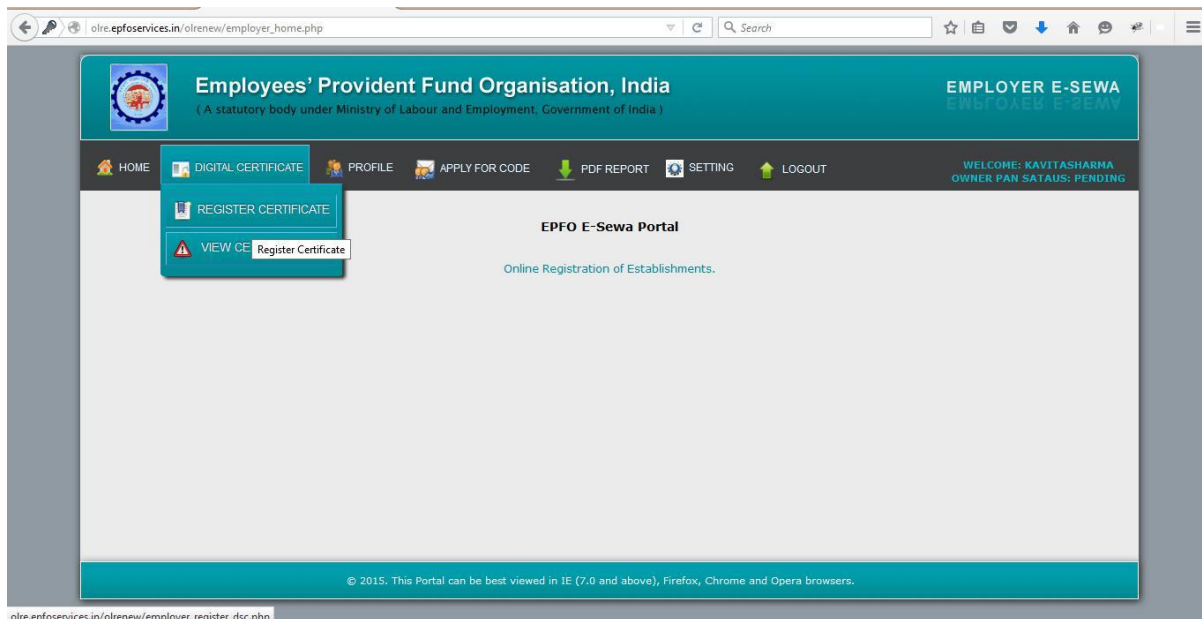 olre.epfoservices.in/olrenew/employer_home.php
Search
Employees' Provident Fund Organisation, India
( A statutory body under Ministry of Labour and Employment, Government of India )
EMPLOYER E-SEWA
HOME
DIGITAL CERTIFICATE
PROFILE
APPLY FOR CODE
PDF REPORT
SETTING
LOGOUT
WELCOME: KAVITASHARMA
OWNER PAN SATAUS: PENDING
REGISTER CERTIFICATE
VIEW CE
Register Certificate
EPFO E-Sewa Portal
Online Registration of Establishments.
© 2015. This Portal can be best viewed in IE (7.0 and above), Firefox, Chrome and Opera browsers.
olre.epfoservices.in/olrenew/employer_register_dsc.php